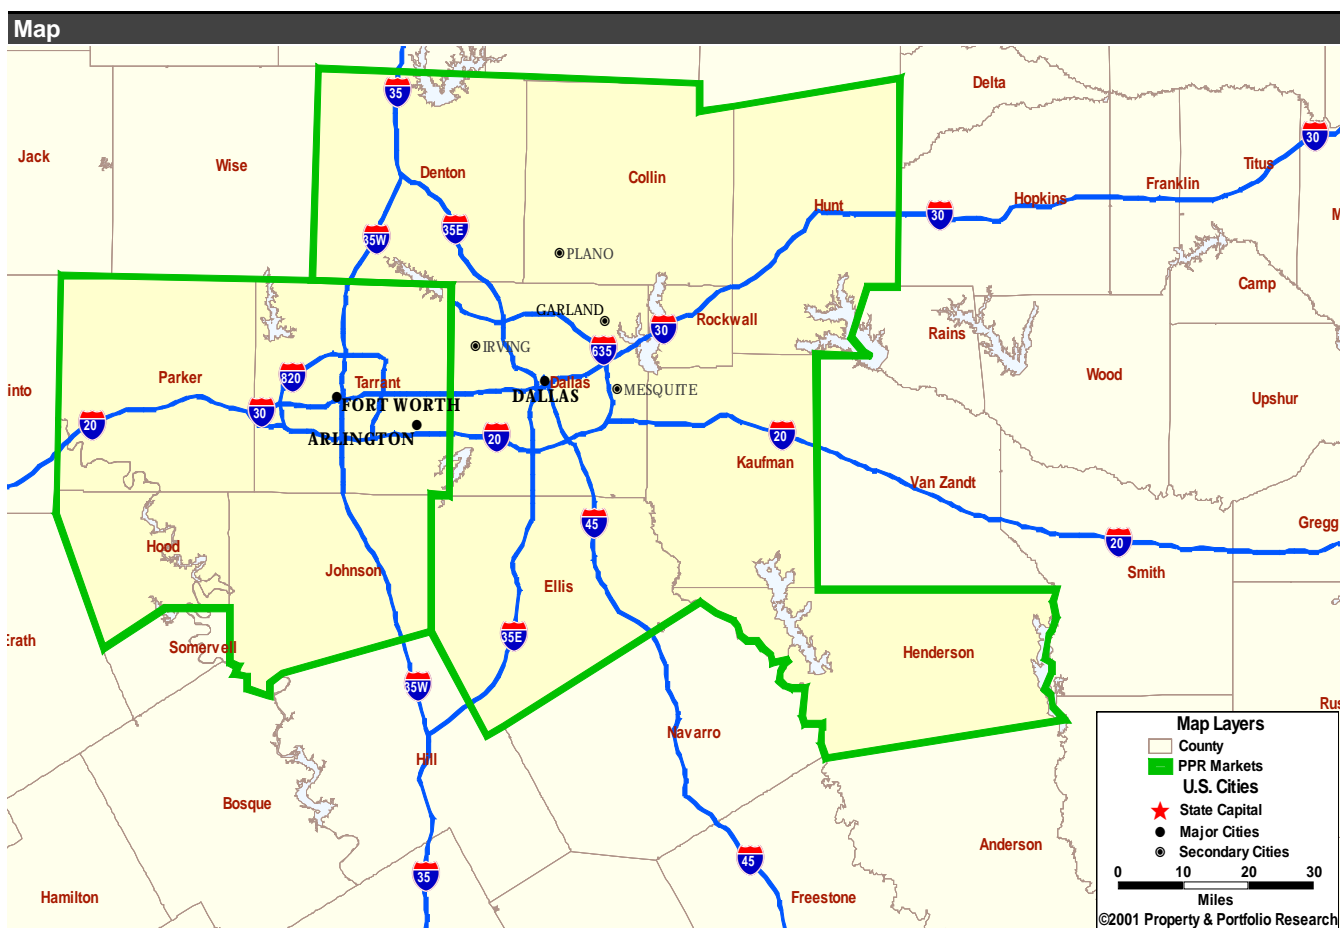 Map
Delta
35
30
Jack
Wise
Denton
Collin
Titus
Franklin
Hunt
Hopkins
30
M
35W
35E
PLANO
Camp
GARLAND
Rockwall
30
Rains
IRVING
635
Parker
820
Tarrant
Dallas
Wood
into
MESQUITE
Upshur
FORT WORTH
DALLAS
30
20
ARLINGTON
20
20
Kaufman
Van Zandt
45
Gregg
Hood
20
Johnson
Ellis
Smith
Erath
Somervell
35E
Henderson
35W
Rus
Navarro
Hill
Bosque
Anderson
45
35
Hamilton
Freestone
Map Layers
County
PPR Markets
U.S. Cities
State Capital
Major Cities
Secondary Cities
0 10 20 30
Miles
©2001 Property & Portfolio Research